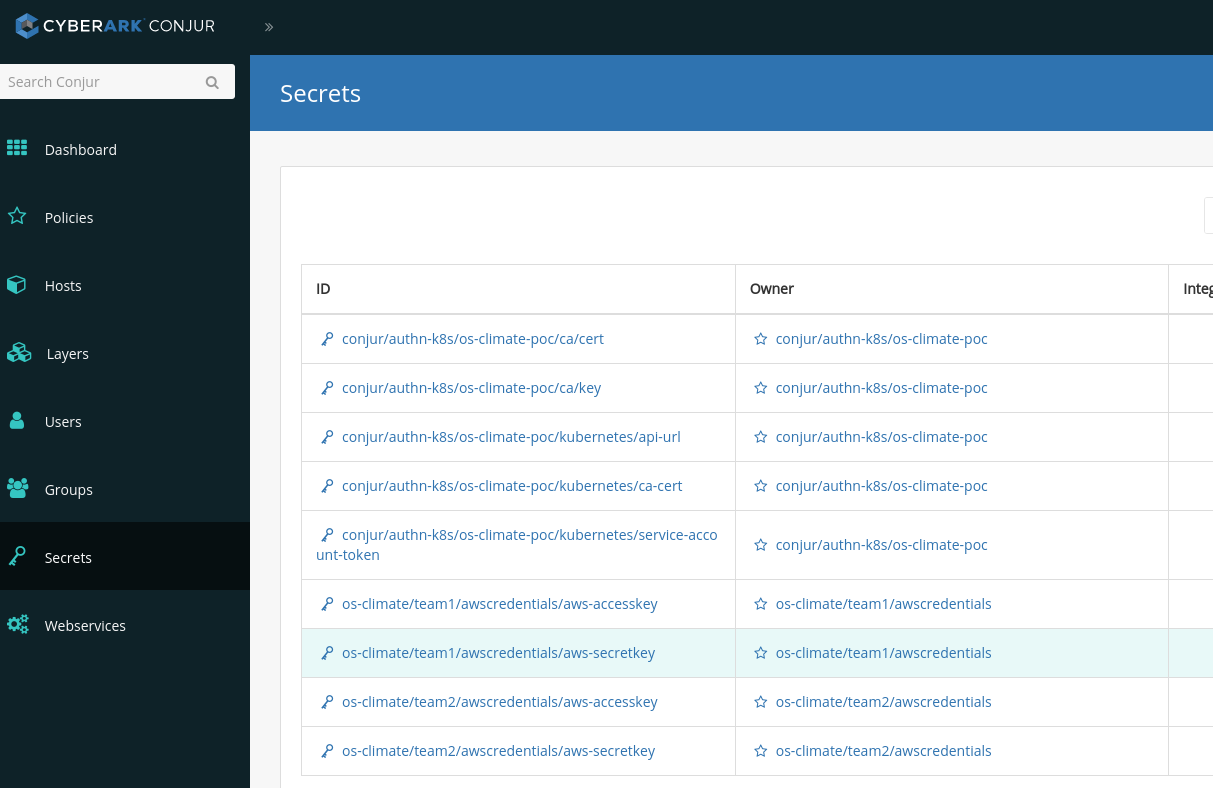 CYBERARK CONJUR
Search Conjur
Dashboard
Policies
Hosts
Layers
Users
Groups
Secrets
Webservices
Secrets
ID Owner Integ
conjur/authn-k8s/os-climate-poc/ca/cert conjur/authn-k8s/os-climate-poc
conjur/authn-k8s/os-climate-poc/ca/key conjur/authn-k8s/os-climate-poc
conjur/authn-k8s/os-climate-poc/kubernetes/api-url conjur/authn-k8s/os-climate-poc
conjur/authn-k8s/os-climate-poc/kubernetes/ca-cert conjur/authn-k8s/os-climate-poc
conjur/authn-k8s/os-climate-poc/kubernetes/service-acco
unt-token conjur/authn-k8s/os-climate-poc
os-climate/team1/awscredentials/aws-accesskey os-climate/team1/awscredentials
os-climate/team1/awscredentials/aws-secretkey os-climate/team1/awscredentials
os-climate/team2/awscredentials/aws-accesskey os-climate/team2/awscredentials
os-climate/team2/awscredentials/aws-secretkey os-climate/team2/awscredentials